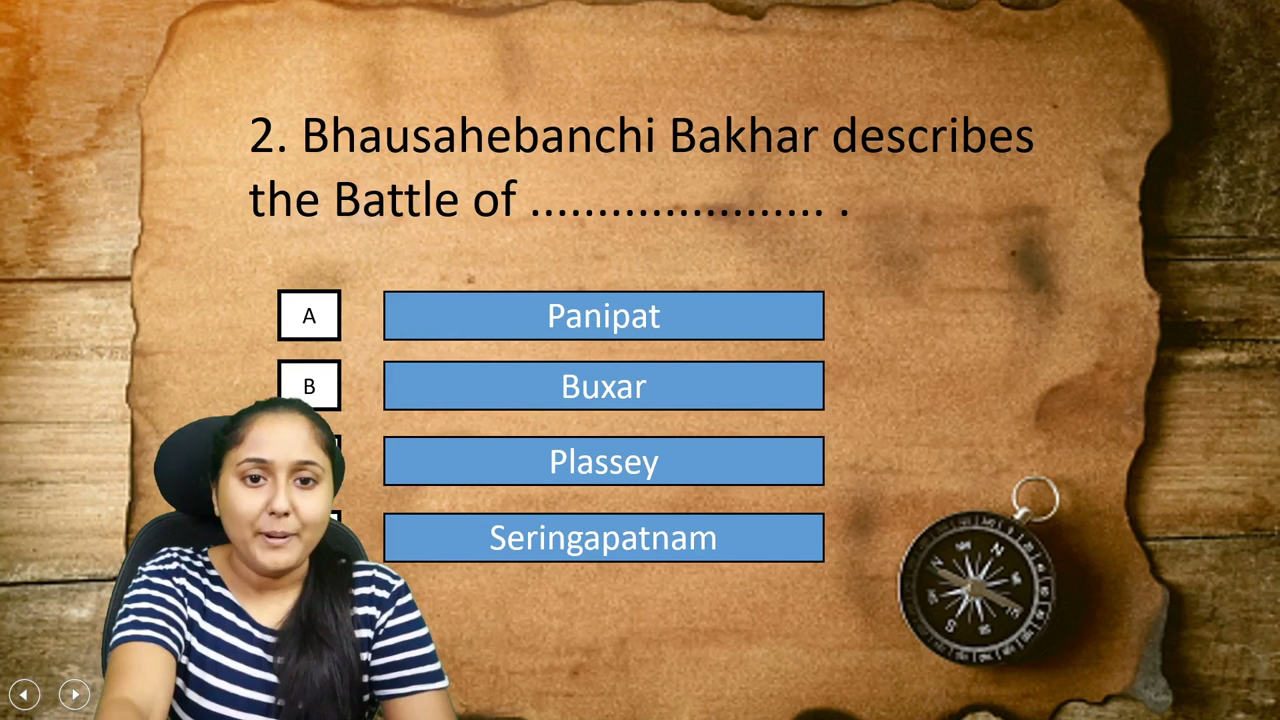 2. Bhausahebanchi Bakhar describes
the Battle of ...................... .
A
Panipat
B
Buxar
Plassey
Seringapatnam